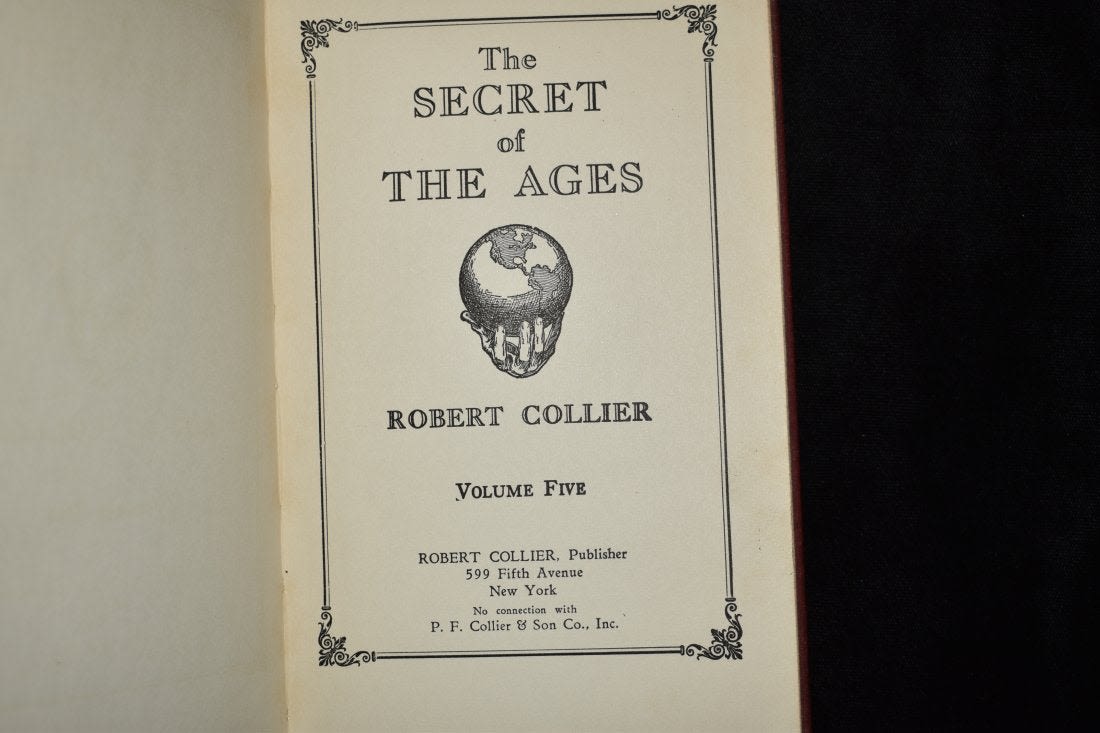 The
SECRET
of
THE AGES
ROBERT COLLIER
VOLUME FIVE
ROBERT COLLIER, Publisher
599 Fifth Avenue
New York
No connection with
P. F. Collier & Son Co., Inc.